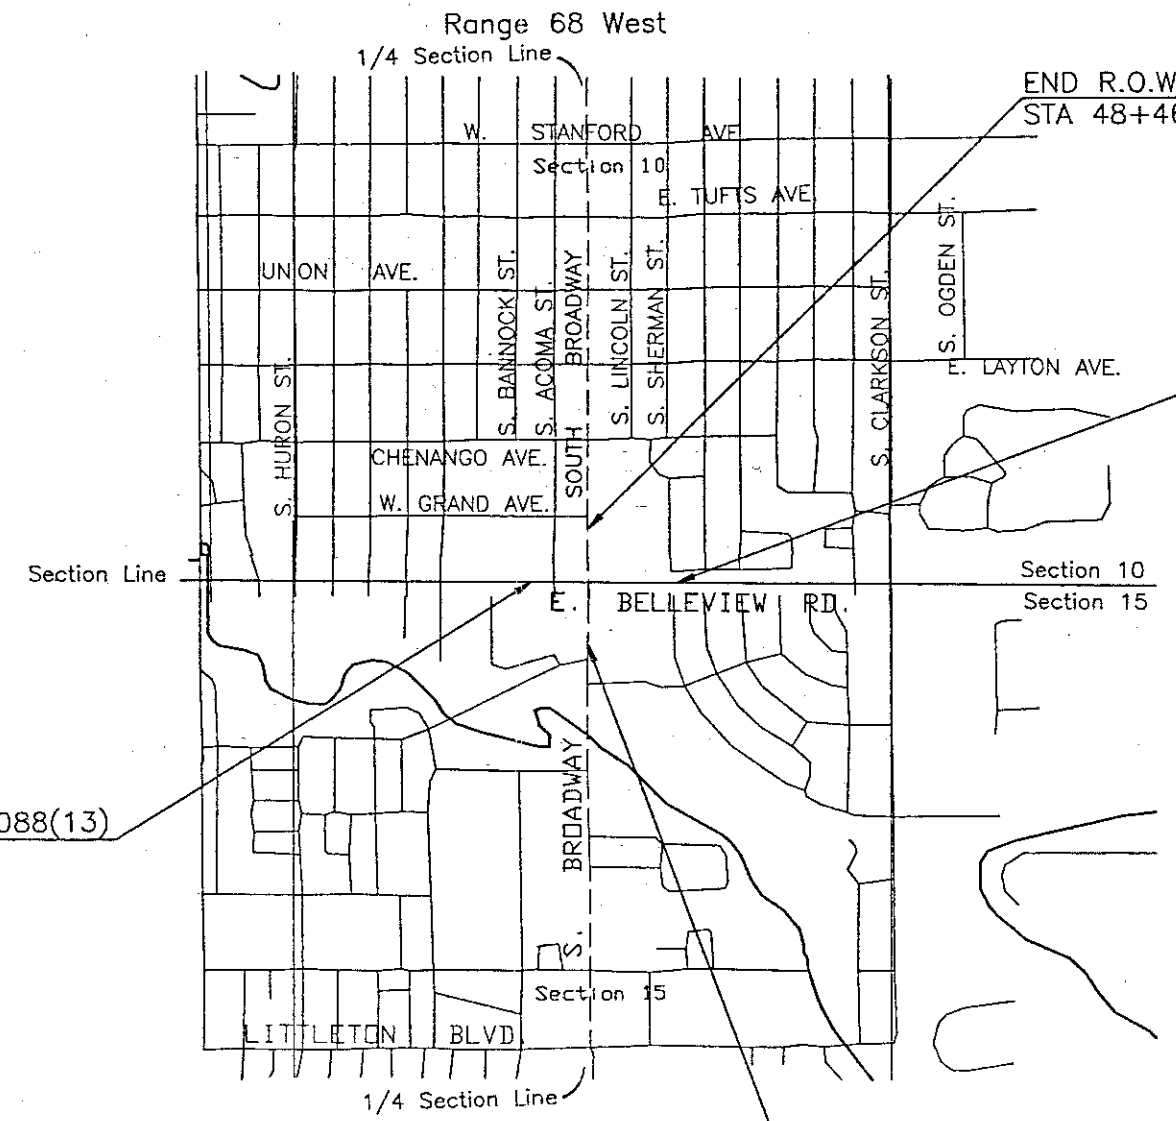 Range 68 West
1/4 Section Line
END R.O.W
STA 48+46
W. STANFORD AVE
Section 10
E. TUFTS AVE
UNION AVE.
S. BANNOCK ST.
S. ACOMA ST.
SOUTH BROADWAY
S. LINCOLN ST.
S. SHERMAN ST.
S. CLARKSON ST.
S. OGDEN ST.
E. LAYTON AVE.
S. HURON ST.
CHENANGO AVE.
W. GRAND AVE.
Section Line
Section 10
E. BELLEVIEW RD.
Section 15
088(13)
S. BROADWAY
Section 15
LITTLETON BLVD
1/4 Section Line